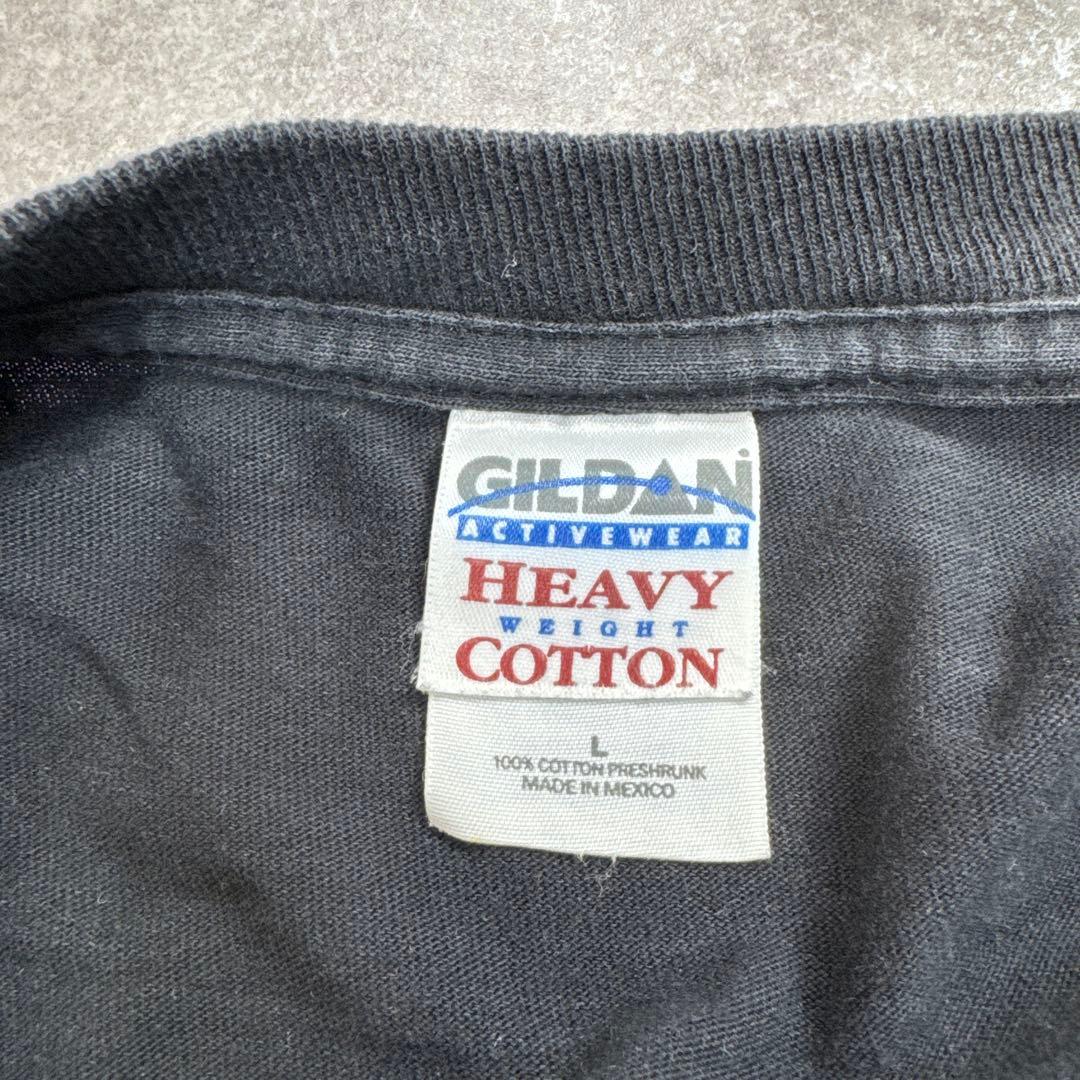 GILDAN
ACTIVEWEAR
HEAVY
WEIGHT
COTTON
L
100% COTTON PRESHRUNK
MADE IN MEXICO